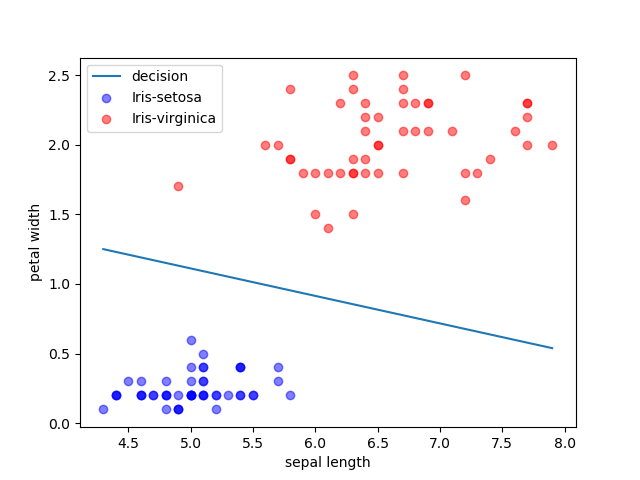 2.5
2.0
1.5
1.0
0.5
0.0
petal width
decision
Iris-setosa
Iris-virginica
4.5 5.0 5.5 6.0 6.5 7.0 7.5 8.0
sepal length